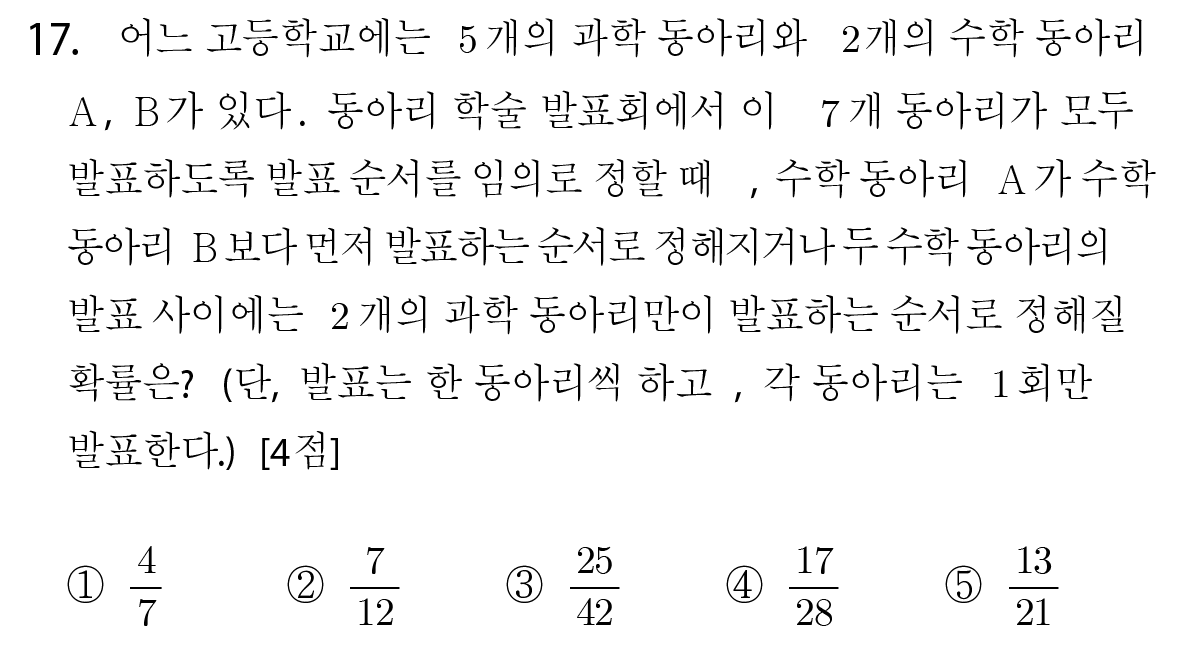 17. 어느 고등학교에는 5개의 과학 동아리와 2개의 수학 동아리
A, B가 있다. 동아리 학술 발표회에서 이 7개 동아리가 모두
발표하도록 발표 순서를 임의로 정할 때, 수학 동아리 A가 수학
동아리 B보다 먼저 발표하는 순서로 정해지거나 두 수학 동아리의
발표 사이에는 2개의 과학 동아리만이 발표하는 순서로 정해질
확률은? (단, 발표는 한 동아리씩 하고, 각 동아리는 1회만
발표한다.) [4점]
① 4/7 ② 7/12 ③ 25/42 ④ 17/28 ⑤ 13/21